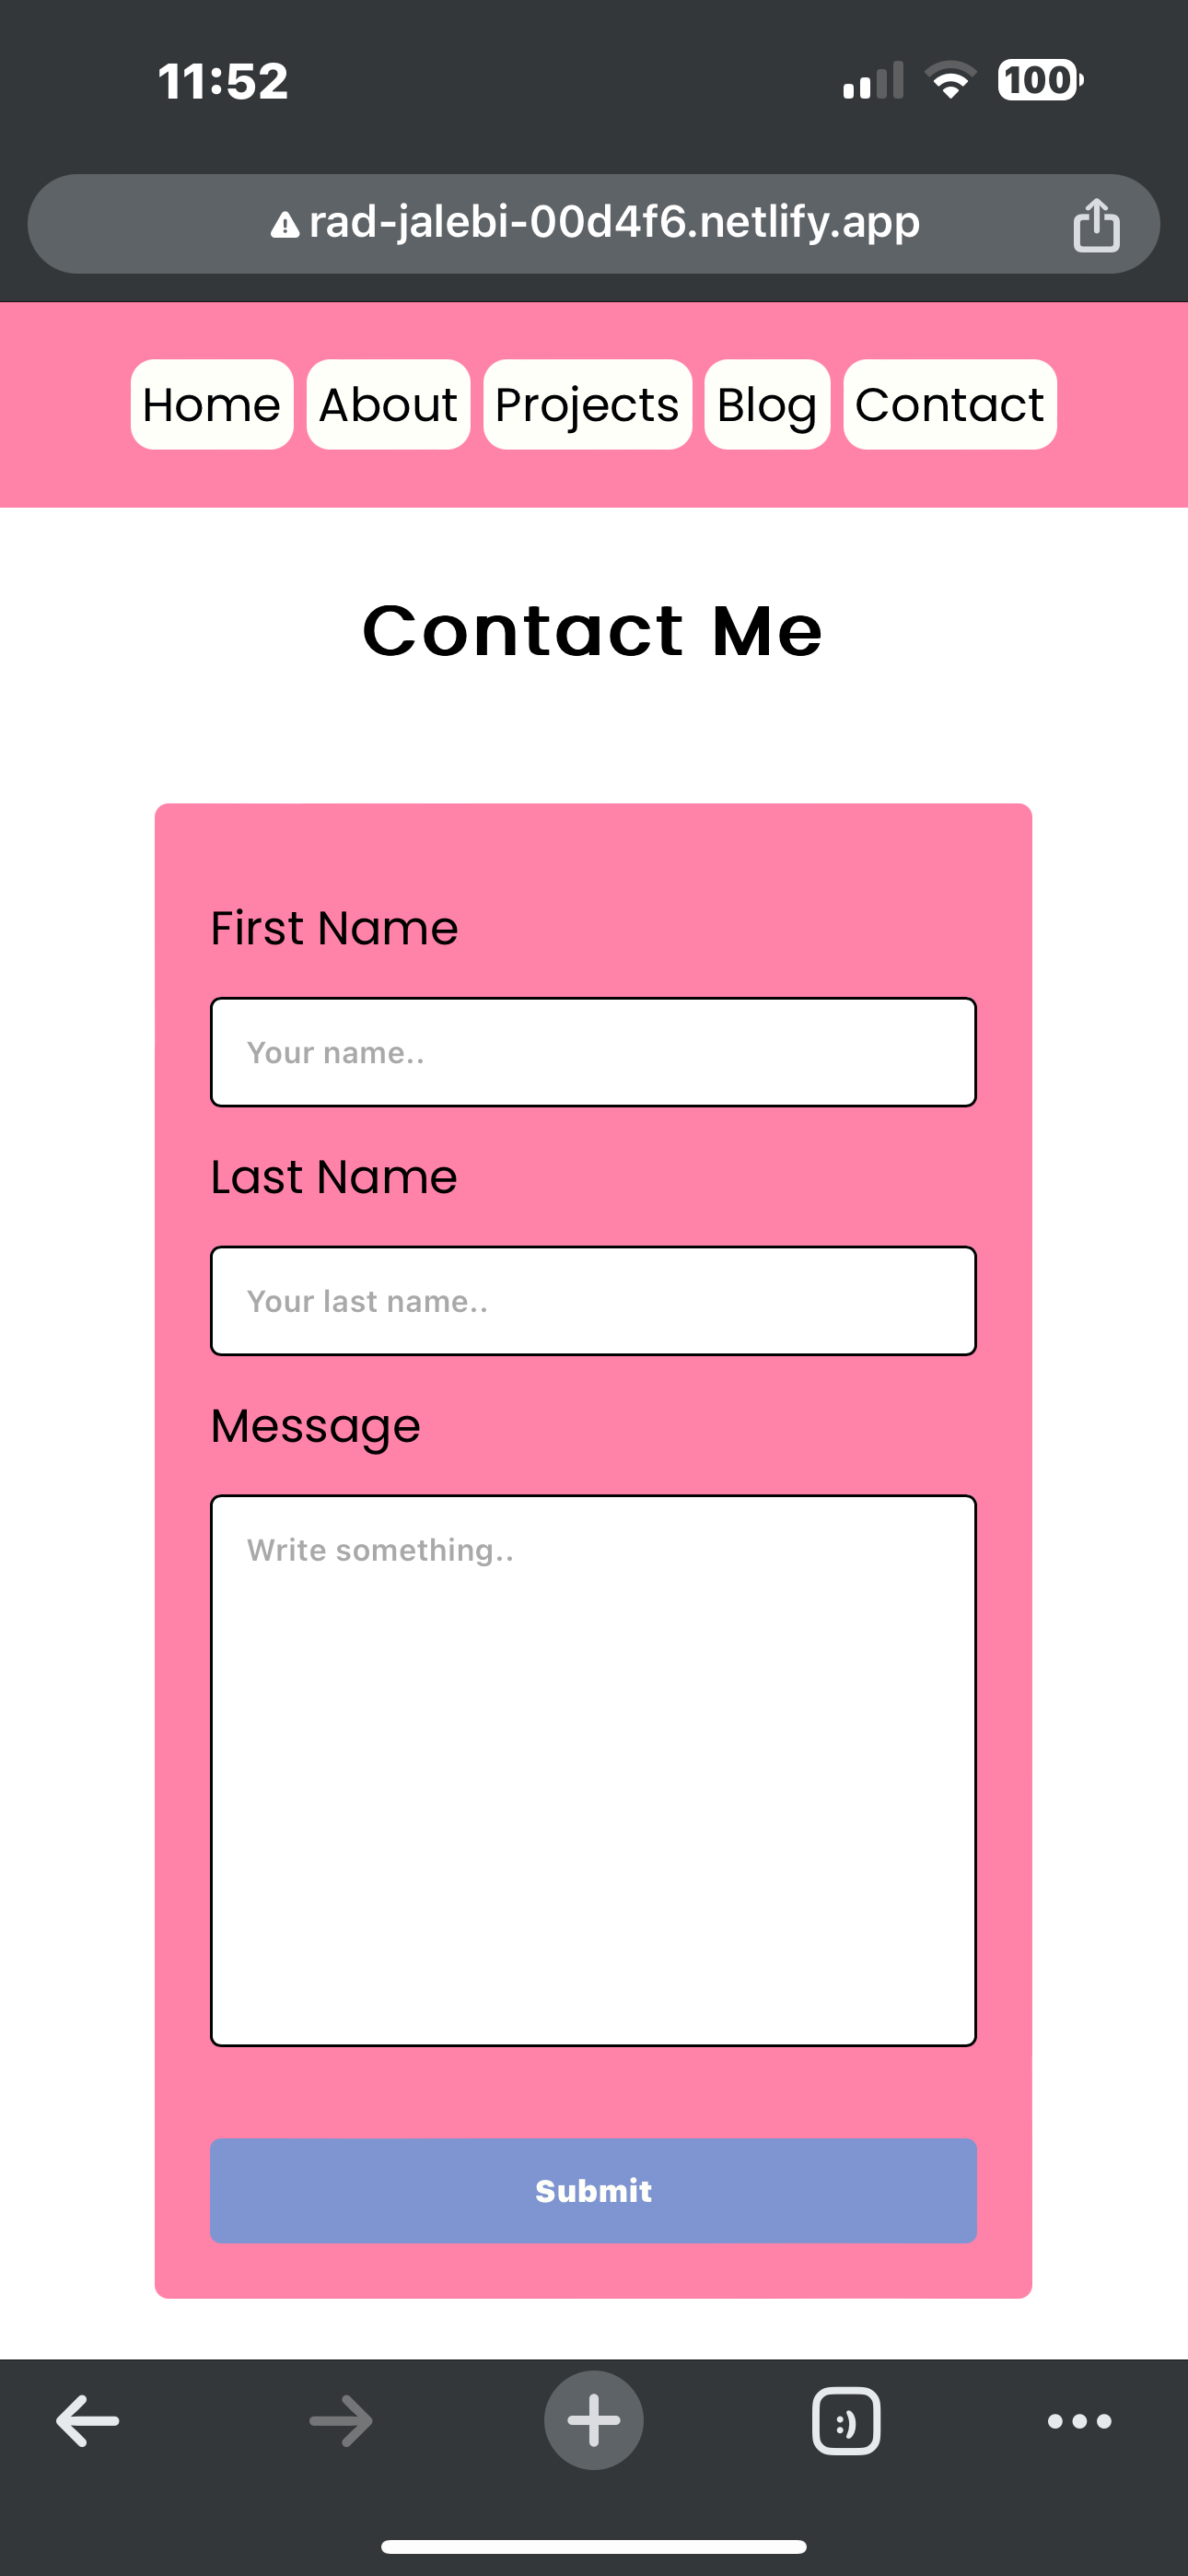 11:52 100
rad-jalebi-00d4f6.netlify.app
Home About Projects Blog Contact
Contact Me
First Name
Your name..
Last Name
Your last name..
Message
Write something..
Submit
:)